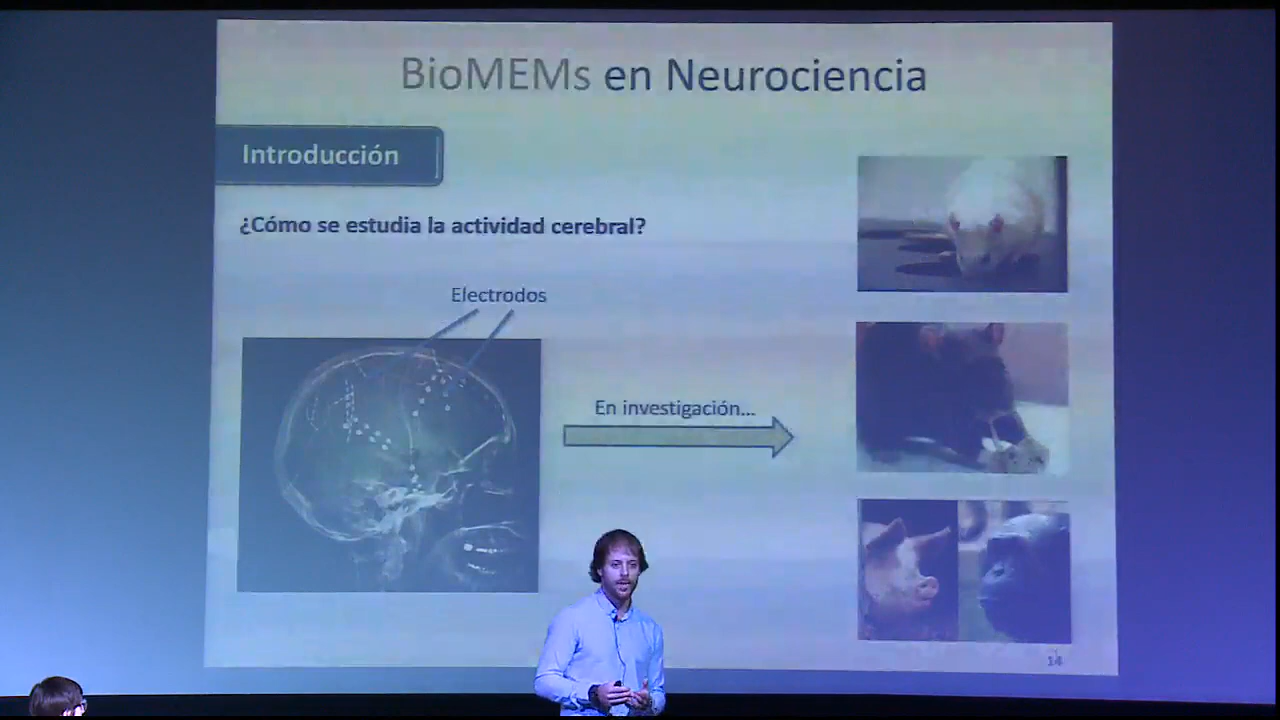 BioMEMs en Neurociencia
Introducción
¿Cómo se estudia la actividad cerebral?
Electrodos
En investigación...
14